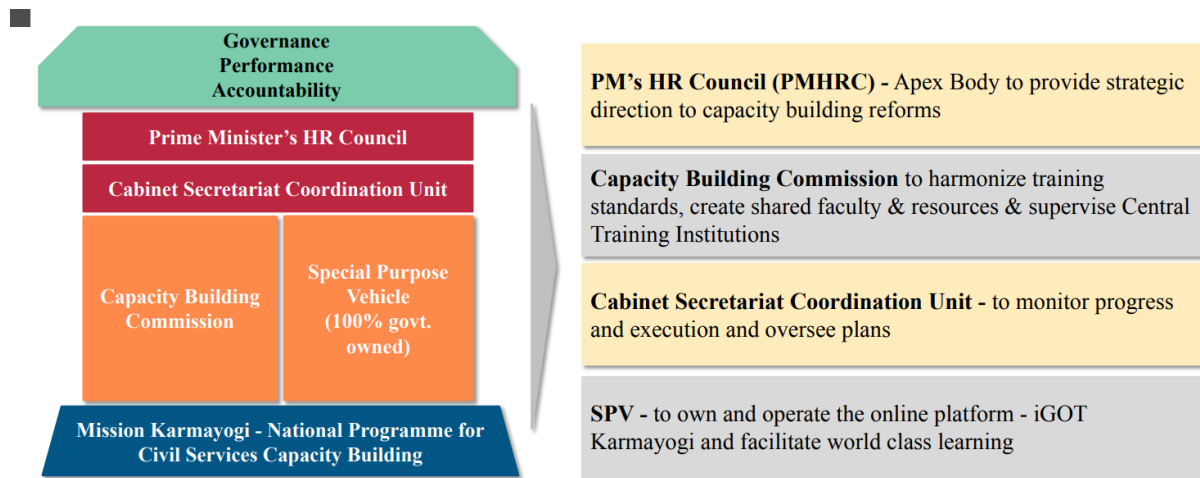 Governance
Performance
Accountability
Prime Minister’s HR Council
Cabinet Secretariat Coordination Unit
Capacity Building
Commission
Special Purpose
Vehicle
(100% govt.
owned)
Mission Karmayogi - National Programme for
Civil Services Capacity Building
PM’s HR Council (PMHRC) - Apex Body to provide strategic
direction to capacity building reforms
Capacity Building Commission to harmonize training
standards, create shared faculty & resources & supervise Central
Training Institutions
Cabinet Secretariat Coordination Unit - to monitor progress
and execution and oversee plans
SPV - to own and operate the online platform - iGOT
Karmayogi and facilitate world class learning